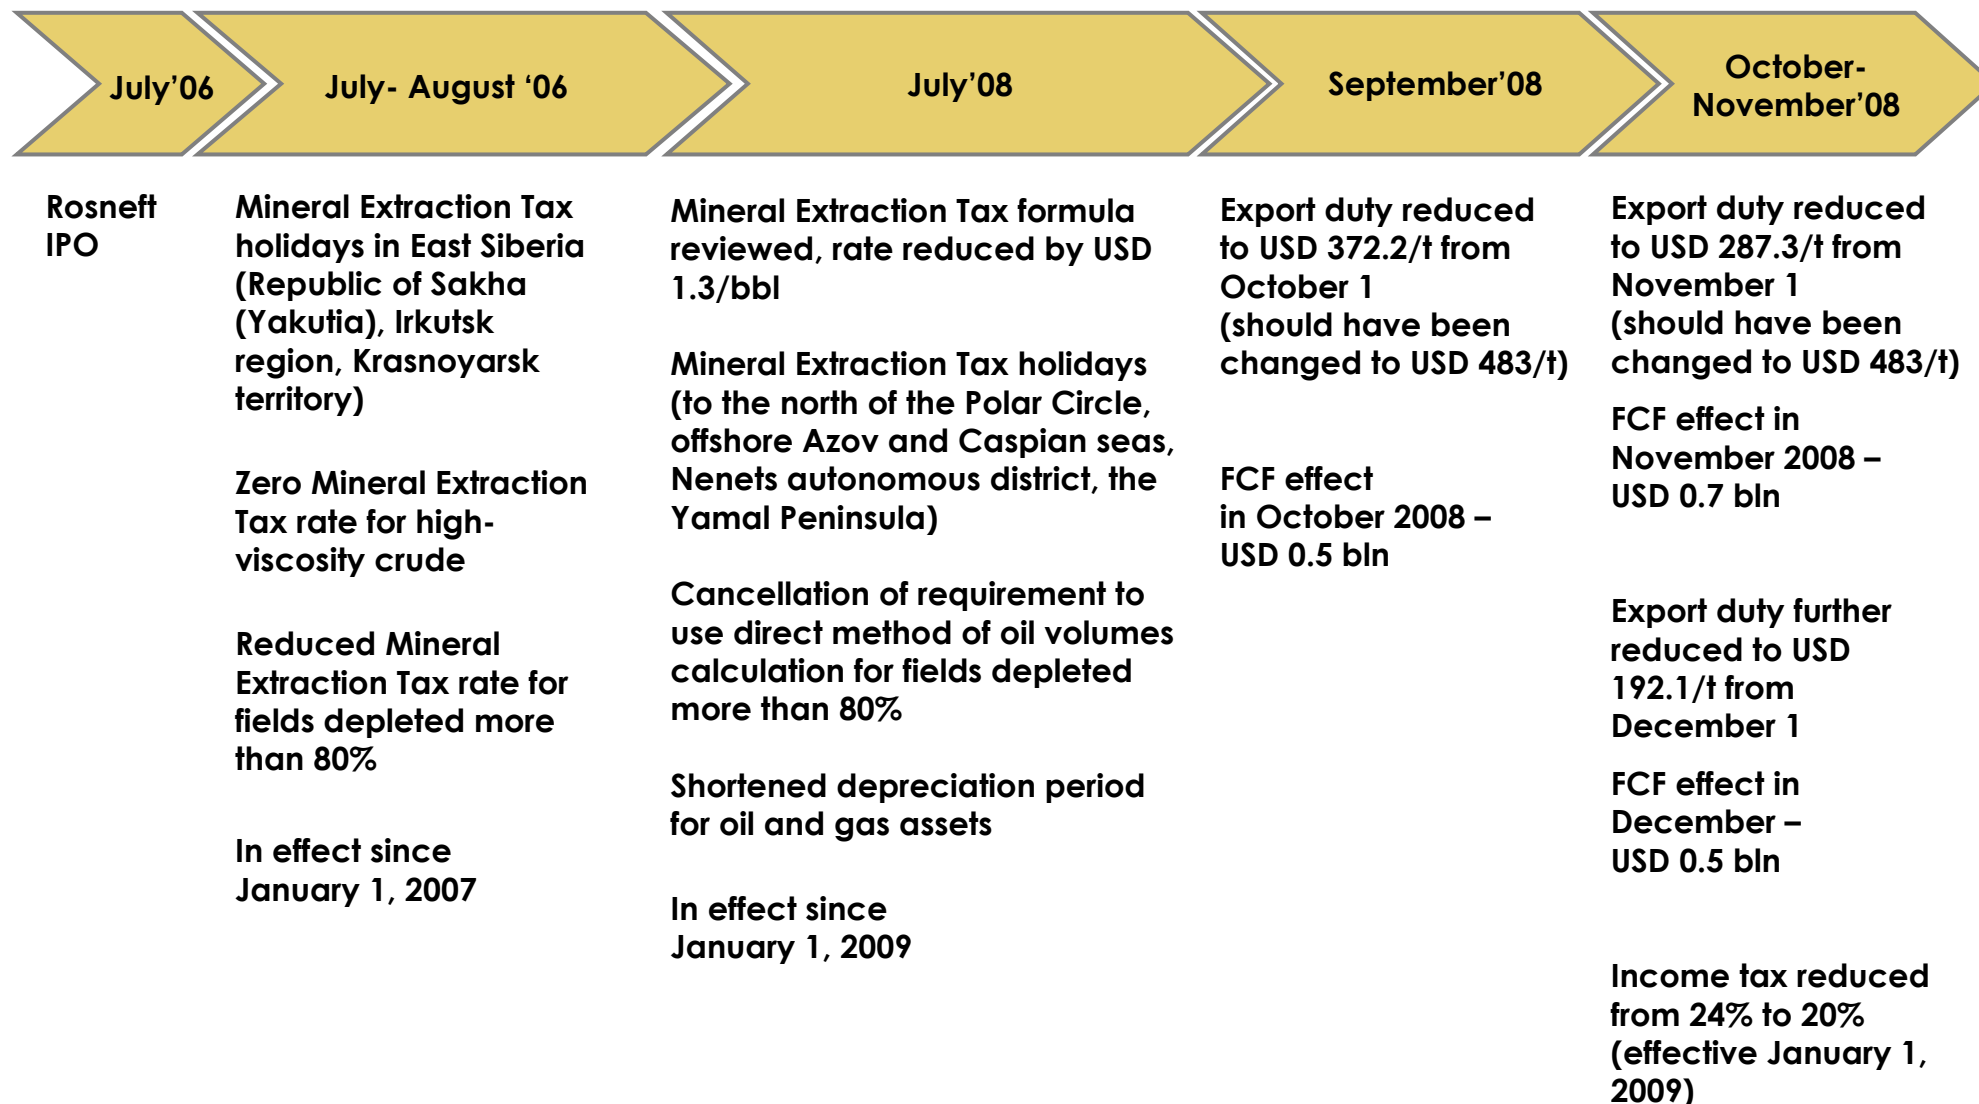 July’06
July- August ‘06
July’08
September’08
October-
November’08
Rosneft
IPO
Mineral Extraction Tax
holidays in East Siberia
(Republic of Sakha
(Yakutia), Irkutsk
region, Krasnoyarsk
territory)
Zero Mineral Extraction
Tax rate for high-
viscosity crude
Reduced Mineral
Extraction Tax rate for
fields depleted more
than 80%
In effect since
January 1, 2007
Mineral Extraction Tax formula
reviewed, rate reduced by USD
1.3/bbl
Mineral Extraction Tax holidays
(to the north of the Polar Circle,
offshore Azov and Caspian seas,
Nenets autonomous district, the
Yamal Peninsula)
Cancellation of requirement to
use direct method of oil volumes
calculation for fields depleted
more than 80%
Shortened depreciation period
for oil and gas assets
In effect since
January 1, 2009
Export duty reduced
to USD 372.2/t from
October 1
(should have been
changed to USD 483/t)
FCF effect
in October 2008 –
USD 0.5 bln
Export duty reduced
to USD 287.3/t from
November 1
(should have been
changed to USD 483/t)
FCF effect in
November 2008 –
USD 0.7 bln
Export duty further
reduced to USD
192.1/t from
December 1
FCF effect in
December –
USD 0.5 bln
Income tax reduced
from 24% to 20%
(effective January 1,
2009)